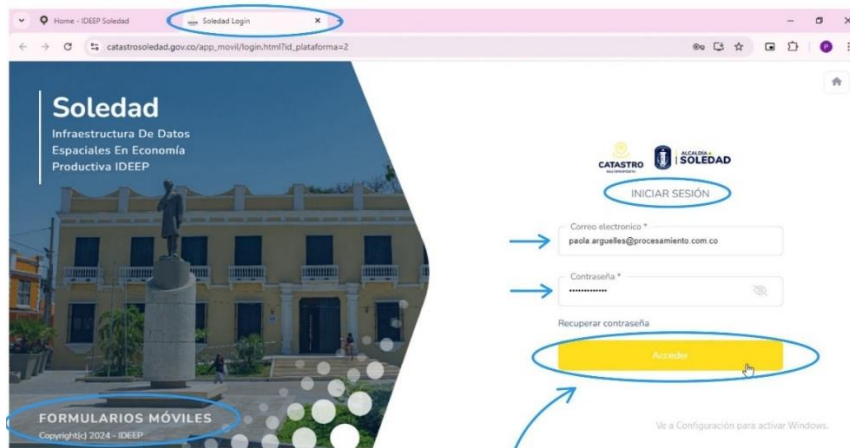 Home - IDEEP Soledad
Soledad Login
catastrosoledad.gov.co/app_movil/login.html?id_plataforma=2
P
Soledad
Infraestructura De Datos
Espaciales En Economía
Productiva IDEEP
CATASTRO
ALCALDÍA
SOLEDAD
INICIAR SESIÓN
Correo electronico *
paola.arguelles@procesamiento.com.co
Contraseña *
•••••••••••••
Recuperar contraseña
Acceder
FORMULARIOS MÓVILES
Copyright(c) 2024 - IDEEP
Ve a Configuración para activar Windows.